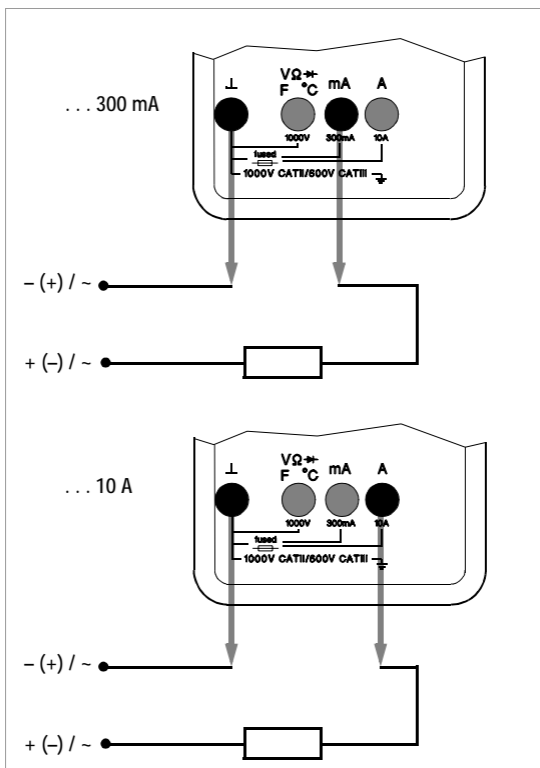 ⊥ VΩ mA A
F °C
. . . 300 mA
1000V 300mA 10A
fused
1000V CATII/600V CATIII
– (+) / ~
+ (–) / ~
⊥ VΩ mA A
F °C
. . . 10 A
1000V 300mA 10A
fused
1000V CATII/600V CATIII
– (+) / ~
+ (–) / ~